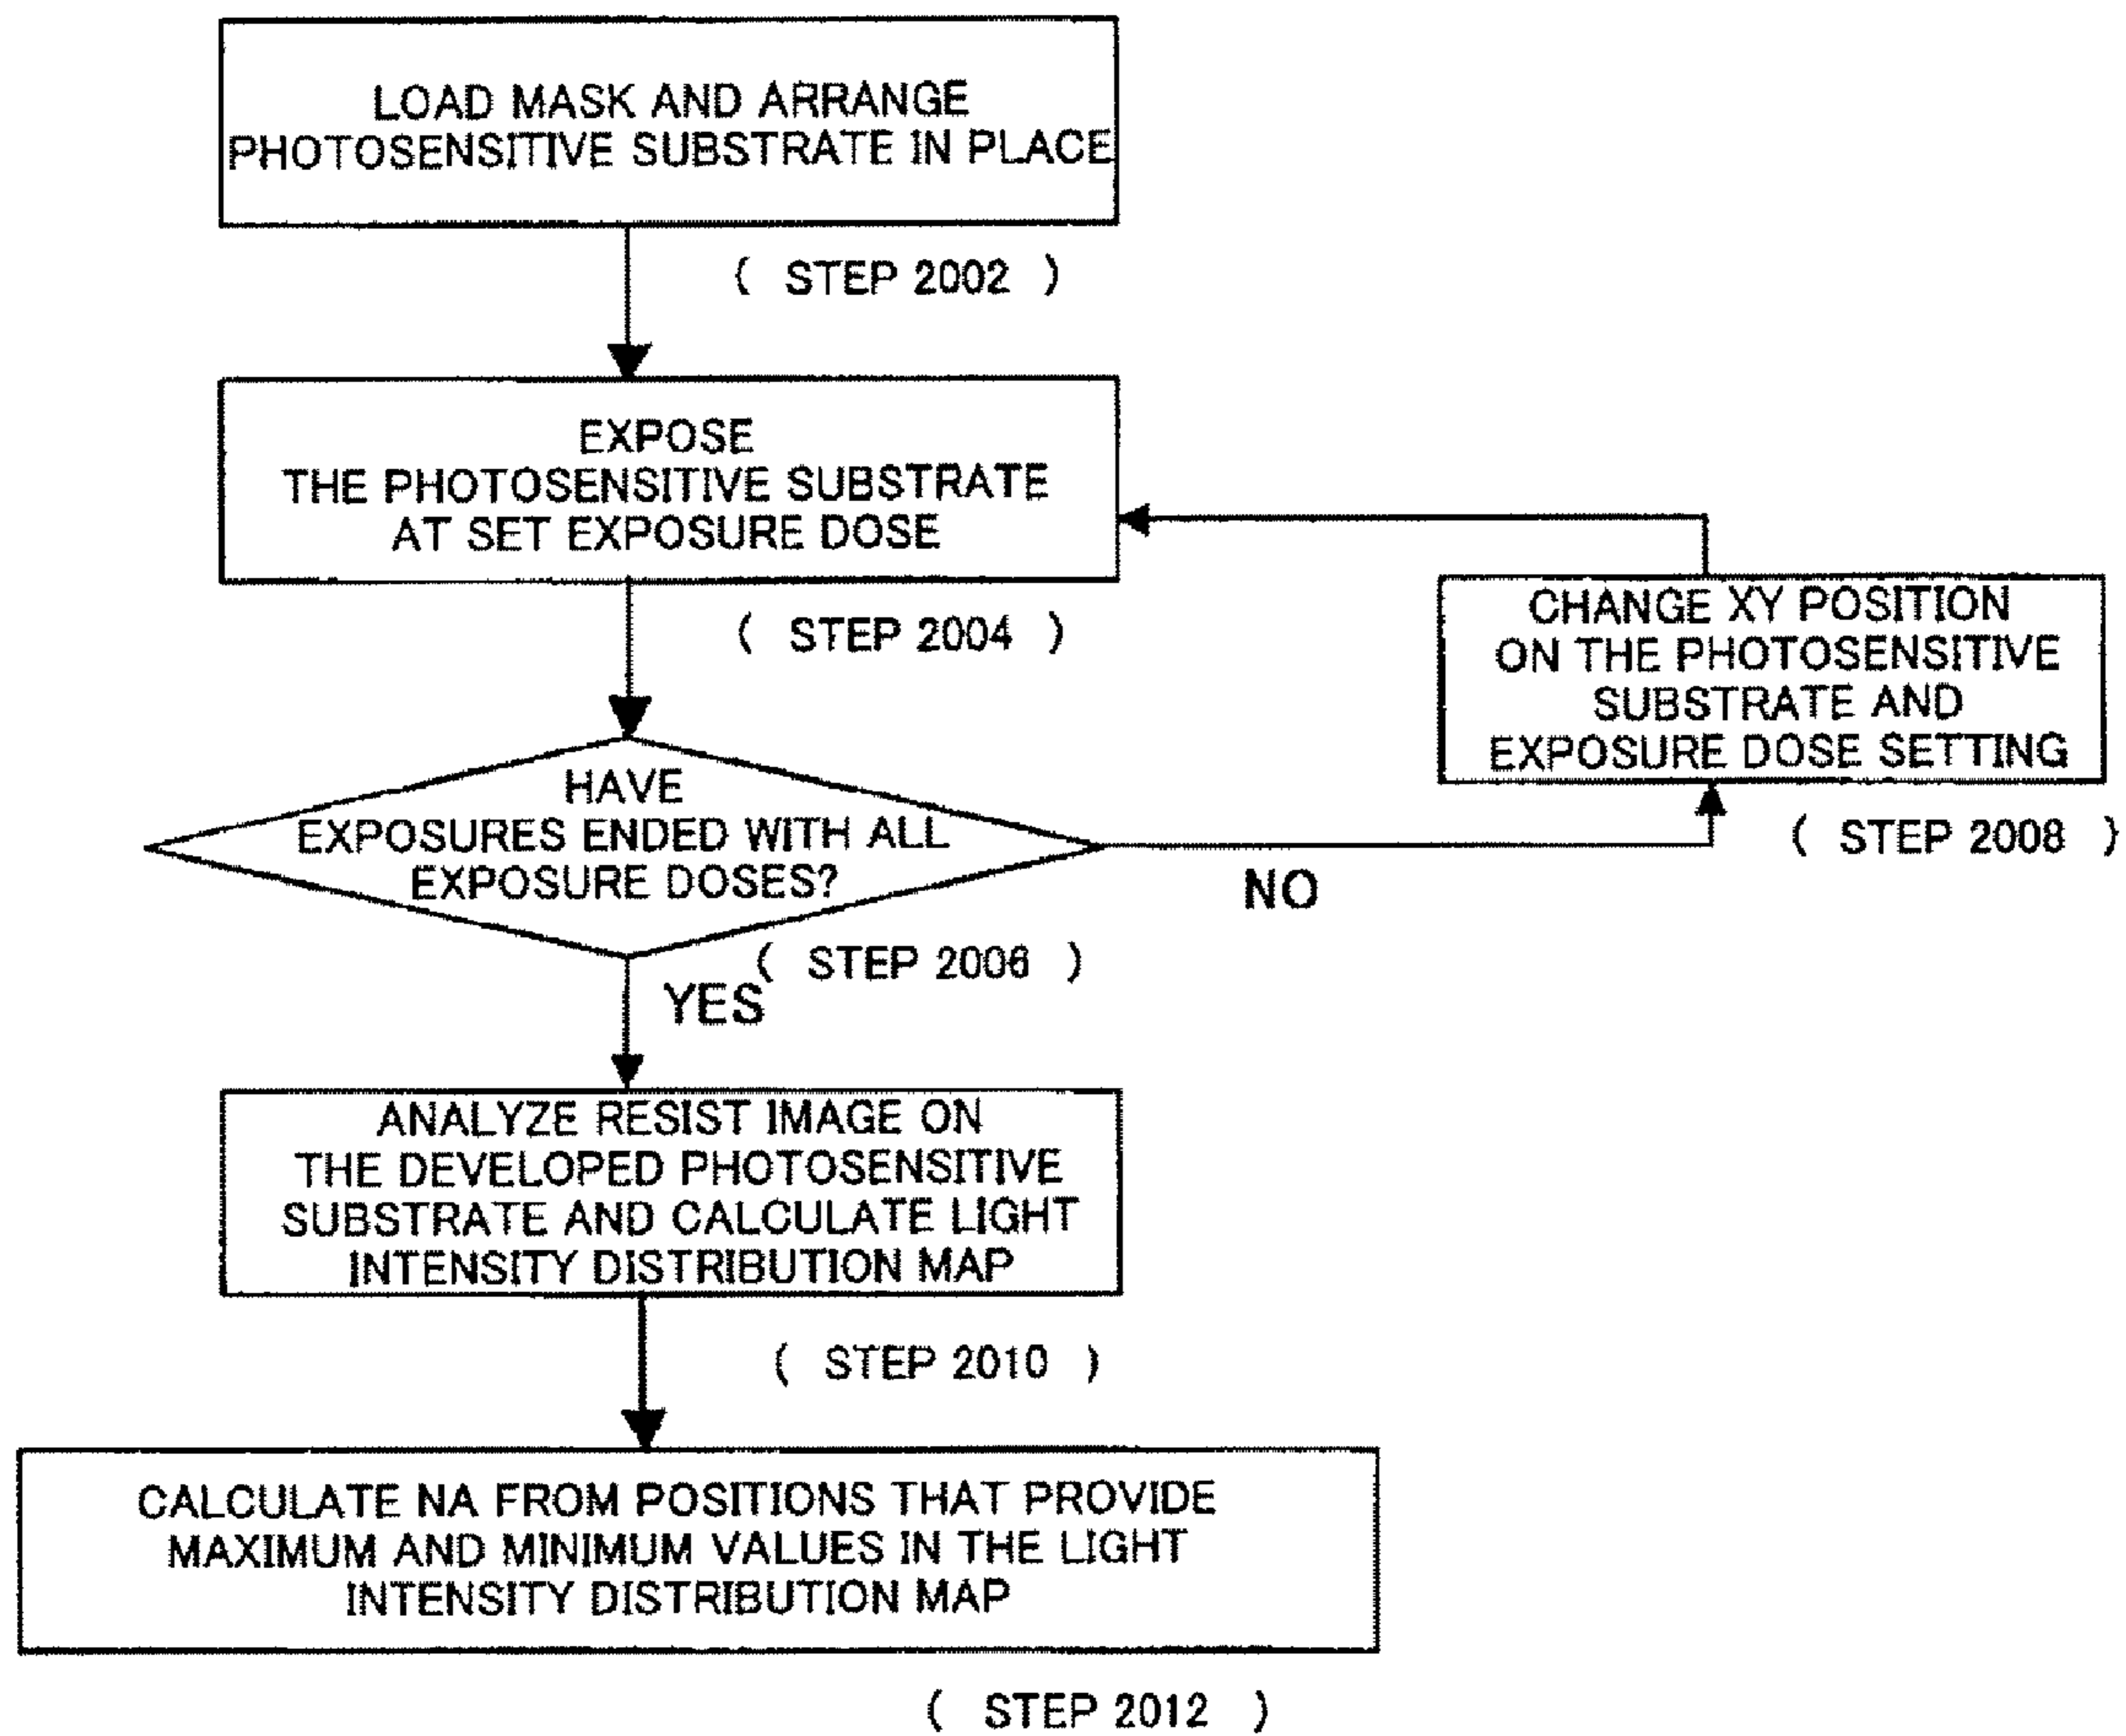 LOAD MASK AND ARRANGE
PHOTOSENSITIVE SUBSTRATE IN PLACE
( STEP 2002 )
EXPOSE
THE PHOTOSENSITIVE SUBSTRATE
AT SET EXPOSURE DOSE
( STEP 2004 )
CHANGE XY POSITION
ON THE PHOTOSENSITIVE
SUBSTRATE AND
EXPOSURE DOSE SETTING
( STEP 2008 )
HAVE
EXPOSURES ENDED WITH ALL
EXPOSURE DOSES?
NO
( STEP 2006 )
YES
ANALYZE RESIST IMAGE ON
THE DEVELOPED PHOTOSENSITIVE
SUBSTRATE AND CALCULATE LIGHT
INTENSITY DISTRIBUTION MAP
( STEP 2010 )
CALCULATE NA FROM POSITIONS THAT PROVIDE
MAXIMUM AND MINIMUM VALUES IN THE LIGHT
INTENSITY DISTRIBUTION MAP
( STEP 2012 )